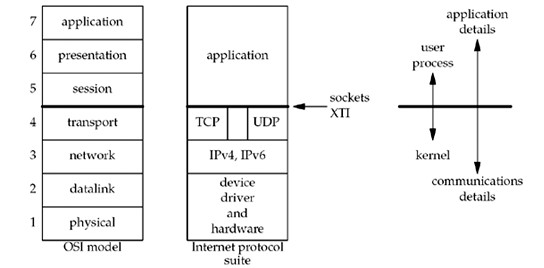 7
application
6
presentation
5
session
4
transport
3
network
2
datalink
1
physical
OSI model
application
TCP
UDP
IPv4, IPv6
device
driver
and
hardware
Internet protocol
suite
sockets
XTI
user
process
kernel
application
details
communications
details